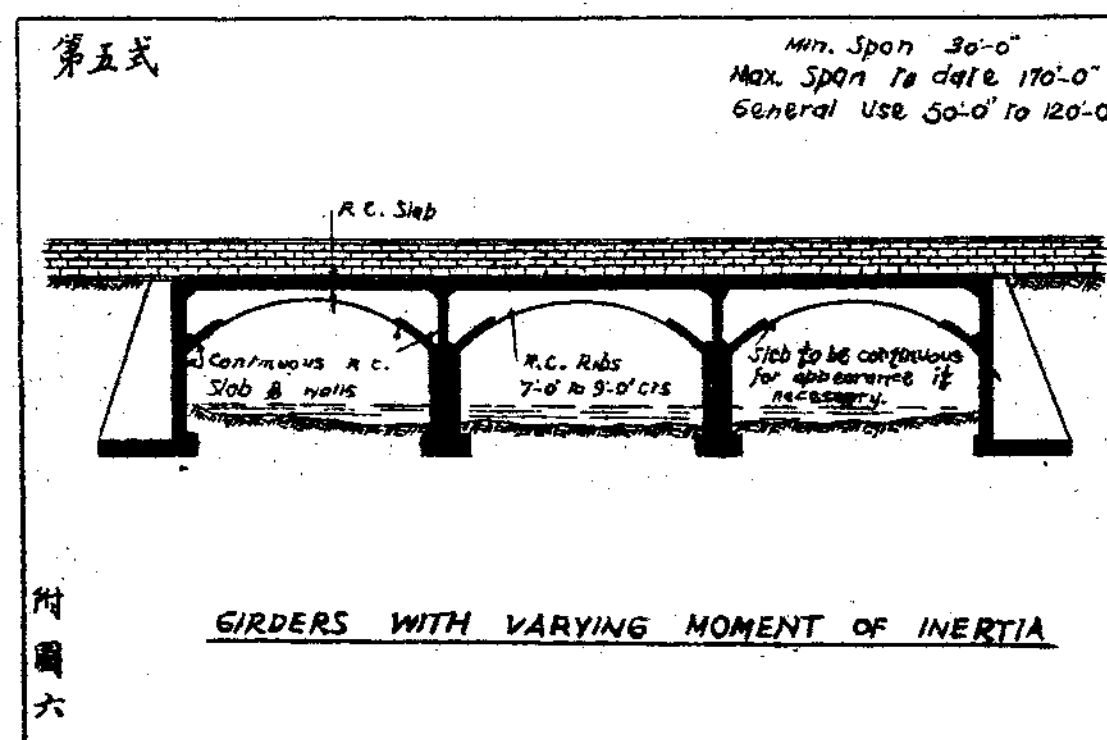 第五式
Min. Span 30'-0"
Max. Span to date 170'-0"
General Use 50'-0" to 120'-0
R.C. Slab
Continuous R.C.
Slab & walls
R.C. Ribs
7'-0" to 9'-0" crs
Slab to be continuous
for appearance if
necessary.
GIRDERS WITH VARYING MOMENT OF INERTIA
附圖六